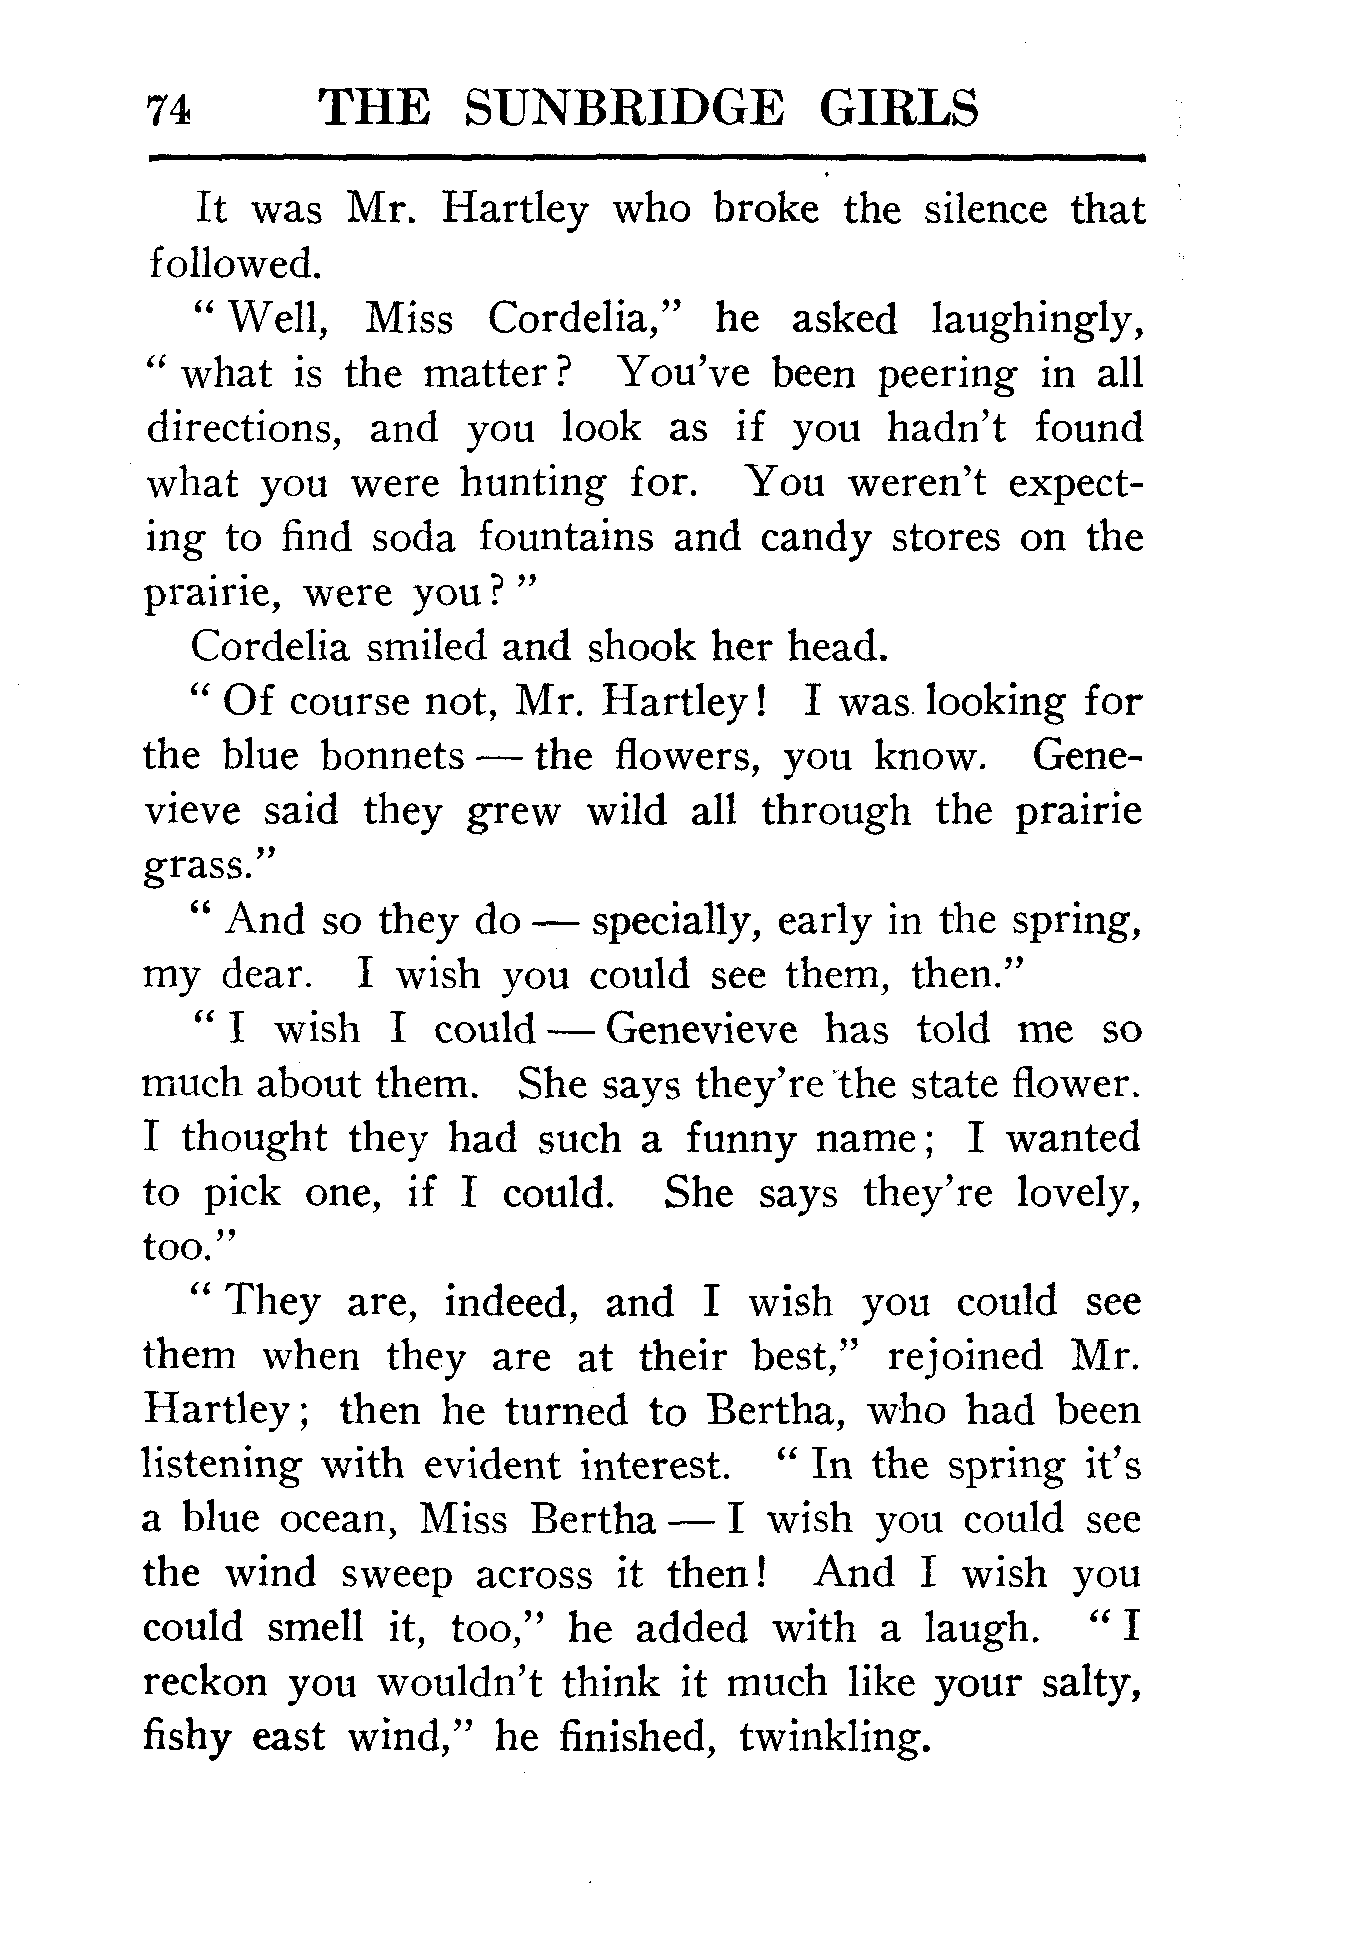 74 THE SUNBRIDGE GIRLS
It was Mr. Hartley who broke the silence that
followed.
“ Well, Miss Cordelia,” he asked laughingly,
“ what is the matter? You’ve been peering in all
directions, and you look as if you hadn’t found
what you were hunting for. You weren’t expect-
ing to find soda fountains and candy stores on the
prairie, were you? ”
Cordelia smiled and shook her head.
“ Of course not, Mr. Hartley! I was looking for
the blue bonnets — the flowers, you know. Gene-
vieve said they grew wild all through the prairie
grass.”
“ And so they do — specially, early in the spring,
my dear. I wish you could see them, then.”
“ I wish I could — Genevieve has told me so
much about them. She says they’re the state flower.
I thought they had such a funny name; I wanted
to pick one, if I could. She says they’re lovely,
too.”
“ They are, indeed, and I wish you could see
them when they are at their best,” rejoined Mr.
Hartley; then he turned to Bertha, who had been
listening with evident interest. “ In the spring it’s
a blue ocean, Miss Bertha — I wish you could see
the wind sweep across it then! And I wish you
could smell it, too,” he added with a laugh. “ I
reckon you wouldn’t think it much like your salty,
fishy east wind,” he finished, twinkling.